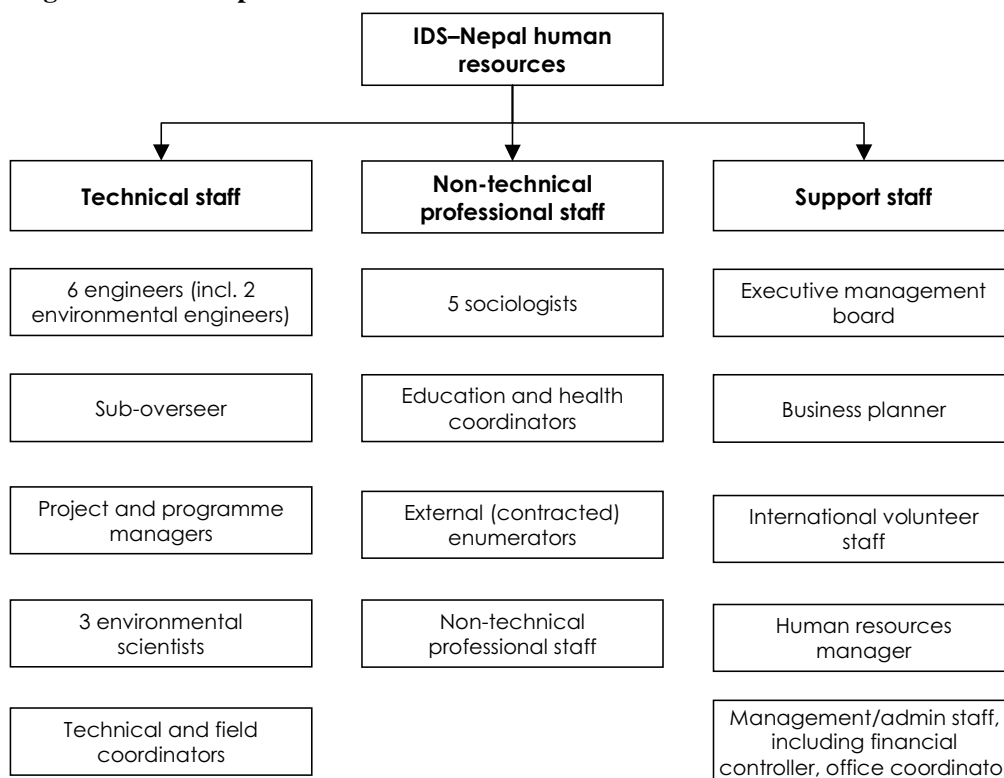 IDS–Nepal human
resources
Technical staff
Non-technical
professional staff
Support staff
6 engineers (incl. 2
environmental engineers)
5 sociologists
Executive management
board
Sub-overseer
Education and health
coordinators
Business planner
Project and programme
managers
External (contracted)
enumerators
International volunteer
staff
3 environmental
scientists
Non-technical
professional staff
Human resources
manager
Technical and field
coordinators
Management/admin staff,
including financial
controller, office coordinato